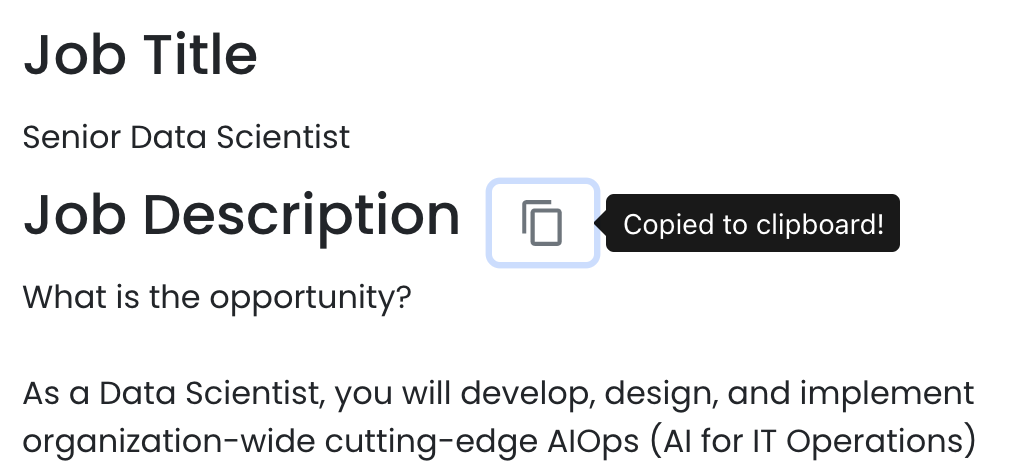 Job Title
Senior Data Scientist
Job Description
Copied to clipboard!
What is the opportunity?
As a Data Scientist, you will develop, design, and implement
organization-wide cutting-edge AIOps (AI for IT Operations)